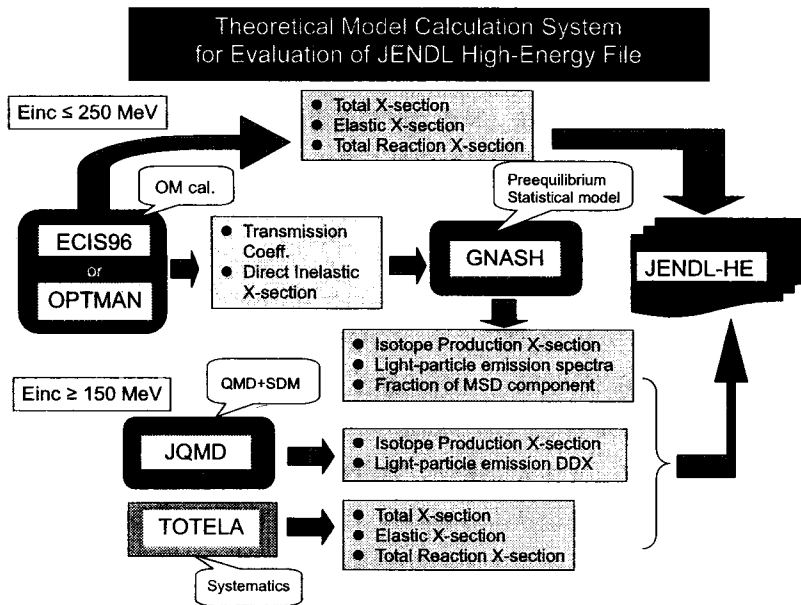 Theoretical Model Calculation System
for Evaluation of JENDL High-Energy File
Einc ≤ 250 MeV
● Total X-section
● Elastic X-section
● Total Reaction X-section
OM cal.
Preequilibrium
Statistical model
ECIS96
or
OPTMAN
● Transmission
Coeff.
● Direct Inelastic
X-section
GNASH
JENDL-HE
● Isotope Production X-section
● Light-particle emission spectra
● Fraction of MSD component
Einc ≥ 150 MeV
QMD+SDM
JQMD
● Isotope Production X-section
● Light-particle emission DDX
TOTELA
● Total X-section
● Elastic X-section
● Total Reaction X-section
Systematics